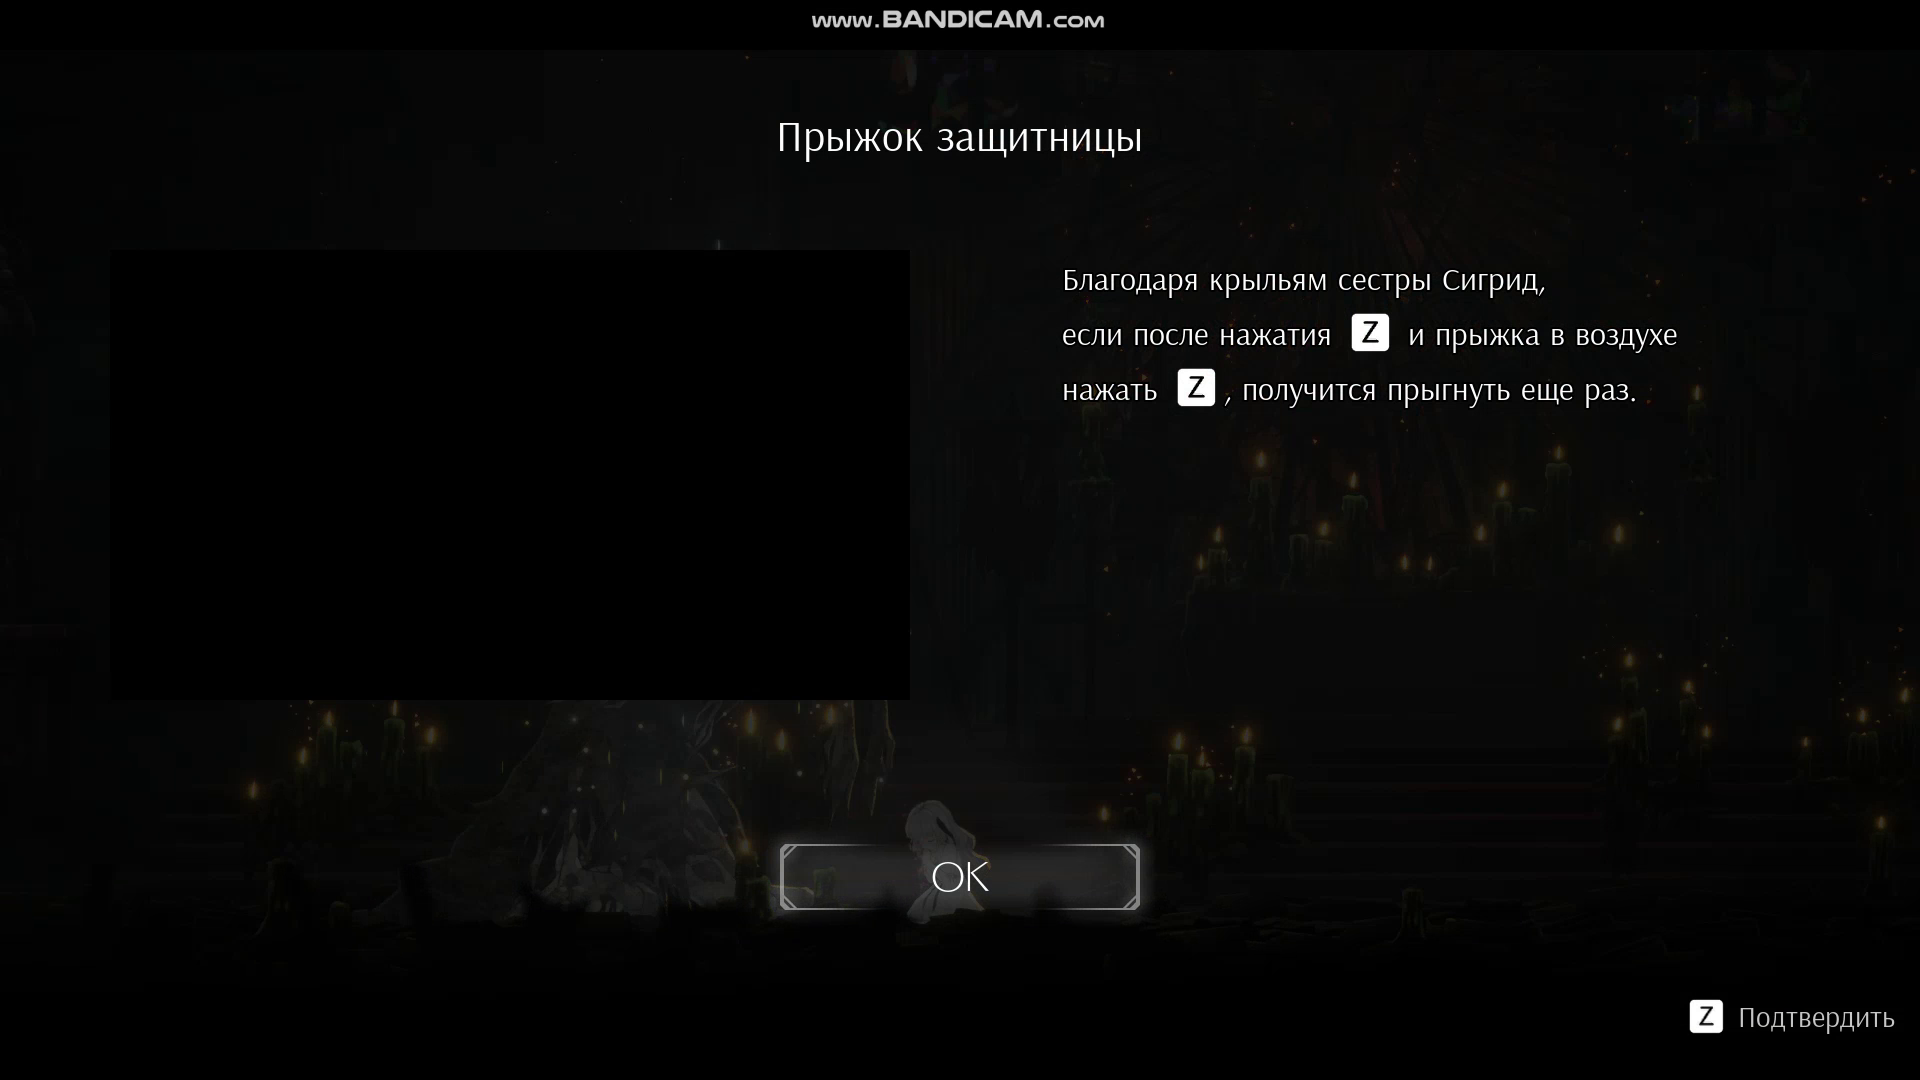 www.BANDICAM.com
Прыжок защитницы
Благодаря крыльям сестры Сигрид,
если после нажатия Z и прыжка в воздухе
нажать Z , получится прыгнуть еще раз.
OK
Z Подтвердить